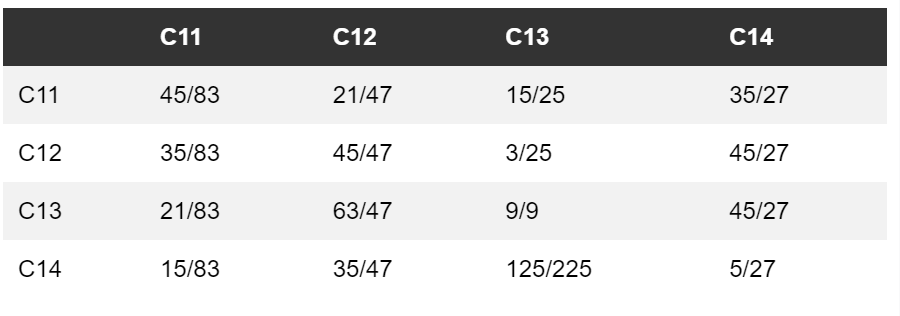 C11 C12 C13 C14
C11 45/83 21/47 15/25 35/27
C12 35/83 45/47 3/25 45/27
C13 21/83 63/47 9/9 45/27
C14 15/83 35/47 125/225 5/27